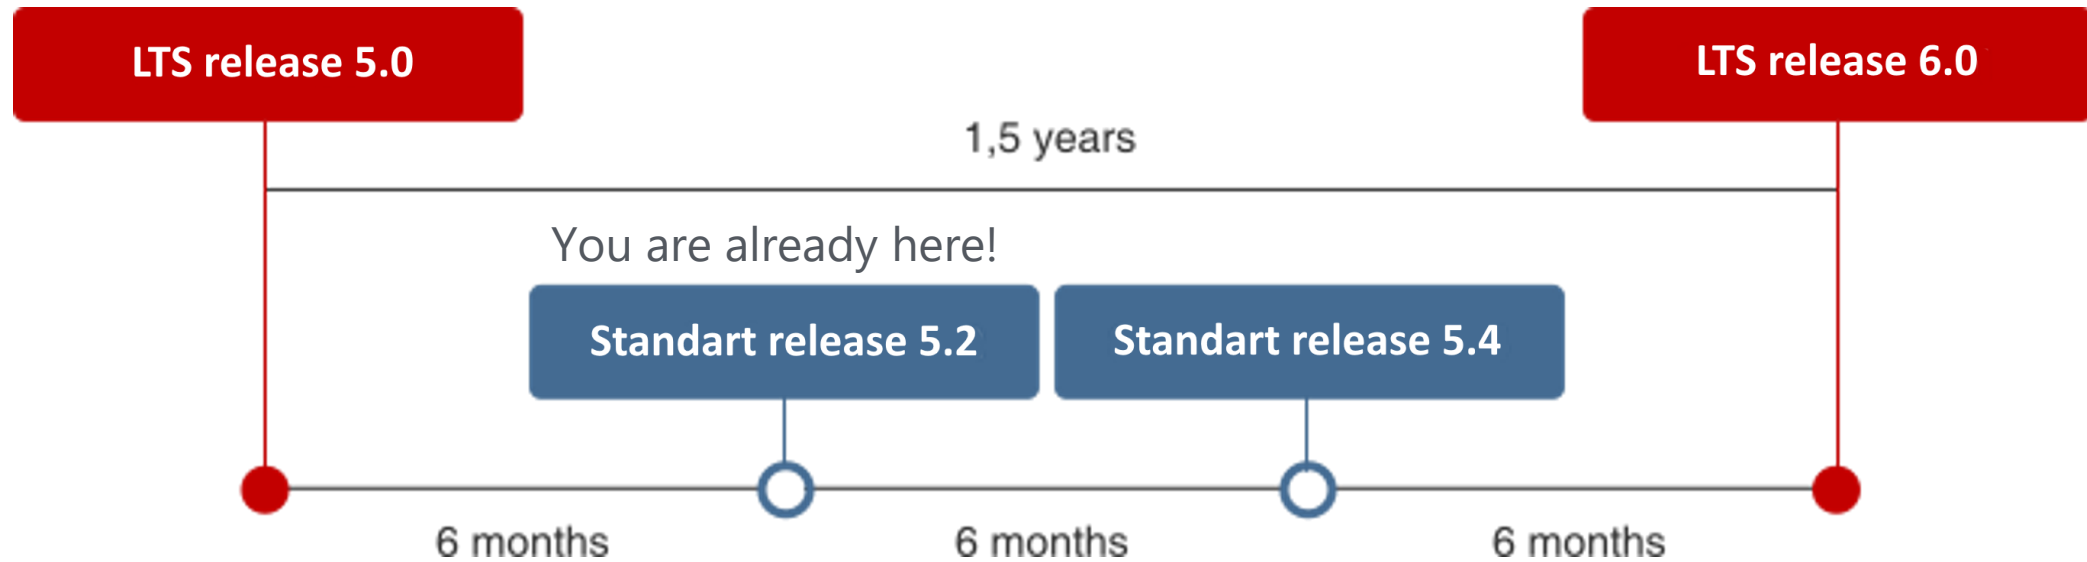 LTS release 5.0
LTS release 6.0
1,5 years
You are already here!
Standart release 5.2
Standart release 5.4
6 months
6 months
6 months